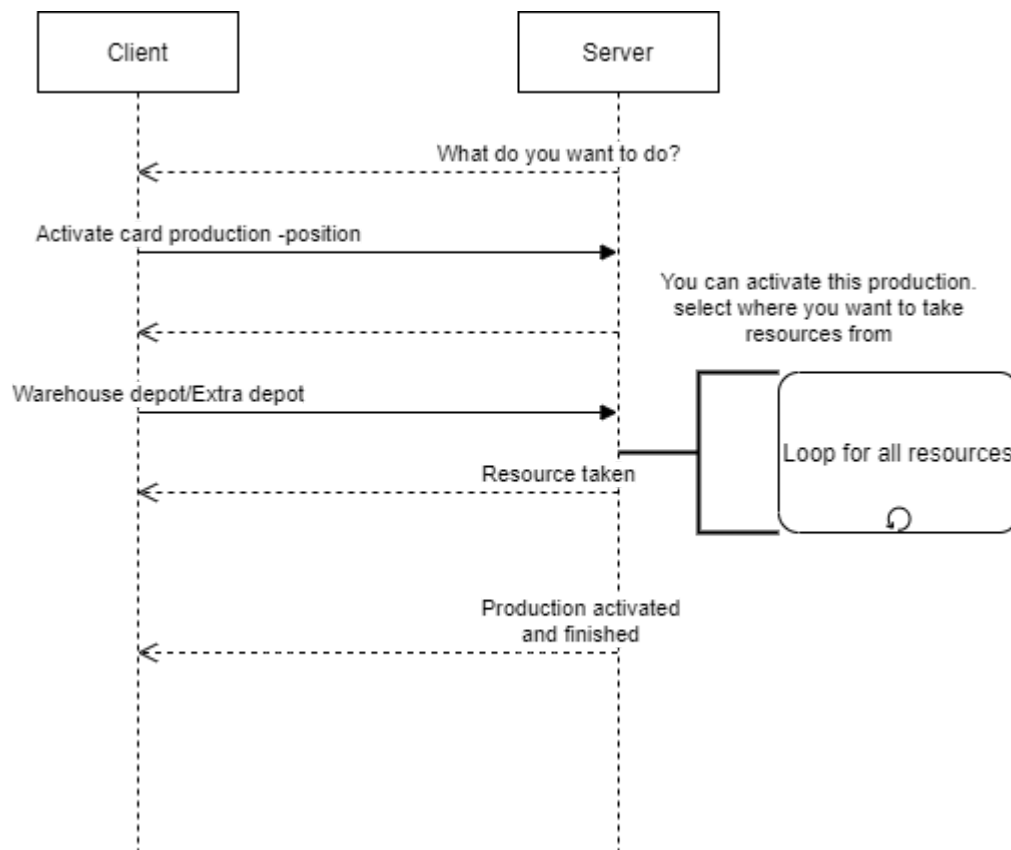 Client
Server
What do you want to do?
Activate card production -position
You can activate this production.
select where you want to take
resources from
Warehouse depot/Extra depot
Loop for all resources
Resource taken
Production activated
and finished